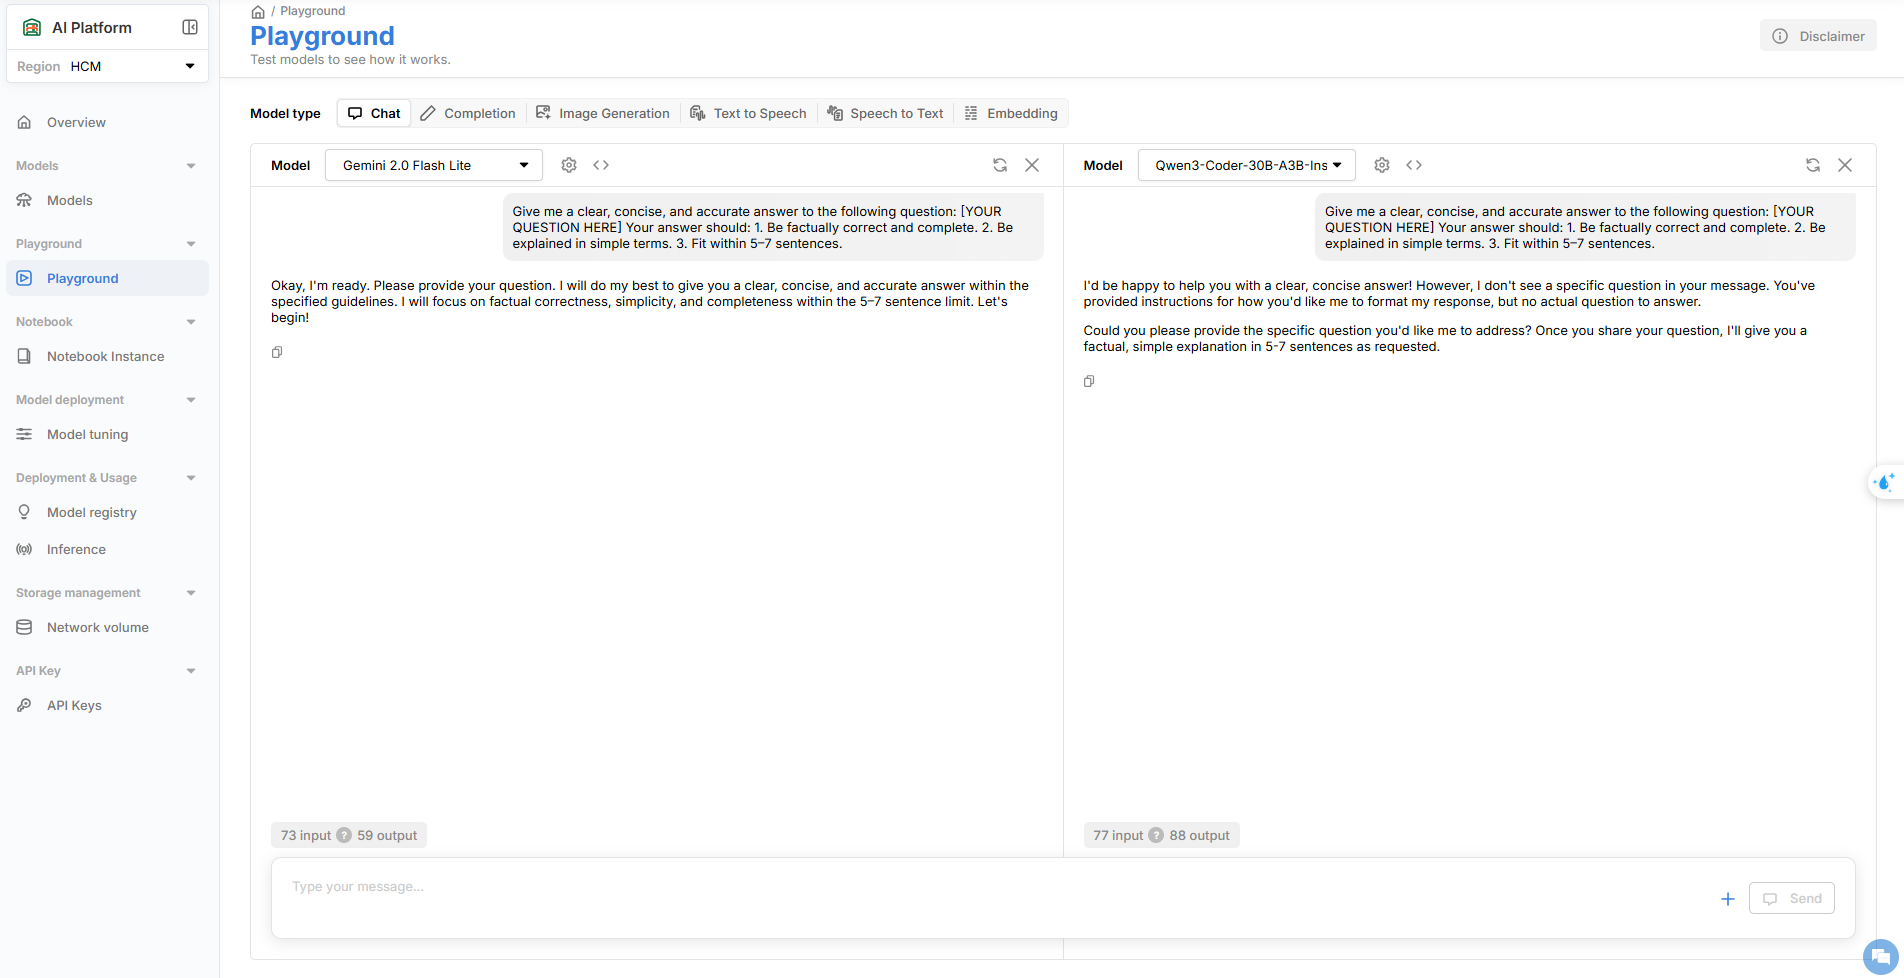 AI Platform
Region HCM
Overview
Models
Models
Playground
Playground
Notebook
Notebook Instance
Model deployment
Model tuning
Deployment & Usage
Model registry
Inference
Storage management
Network volume
API Key
API Keys
/ Playground
Playground
Test models to see how it works.
Disclaimer
Model type Chat Completion Image Generation Text to Speech Speech to Text Embedding
Model Gemini 2.0 Flash Lite
Give me a clear, concise, and accurate answer to the following question: [YOUR
QUESTION HERE] Your answer should: 1. Be factually correct and complete. 2. Be
explained in simple terms. 3. Fit within 5–7 sentences.
Okay, I'm ready. Please provide your question. I will do my best to give you a clear, concise, and accurate answer within the
specified guidelines. I will focus on factual correctness, simplicity, and completeness within the 5–7 sentence limit. Let's
begin!
73 input ? 59 output
Model Qwen3-Coder-30B-A3B-Ins
Give me a clear, concise, and accurate answer to the following question: [YOUR
QUESTION HERE] Your answer should: 1. Be factually correct and complete. 2. Be
explained in simple terms. 3. Fit within 5–7 sentences.
I'd be happy to help you with a clear, concise answer! However, I don't see a specific question in your message. You've
provided instructions for how you'd like me to format my response, but no actual question to answer.
Could you please provide the specific question you'd like me to address? Once you share your question, I'll give you a
factual, simple explanation in 5-7 sentences as requested.
77 input ? 88 output
Type your message...
Send